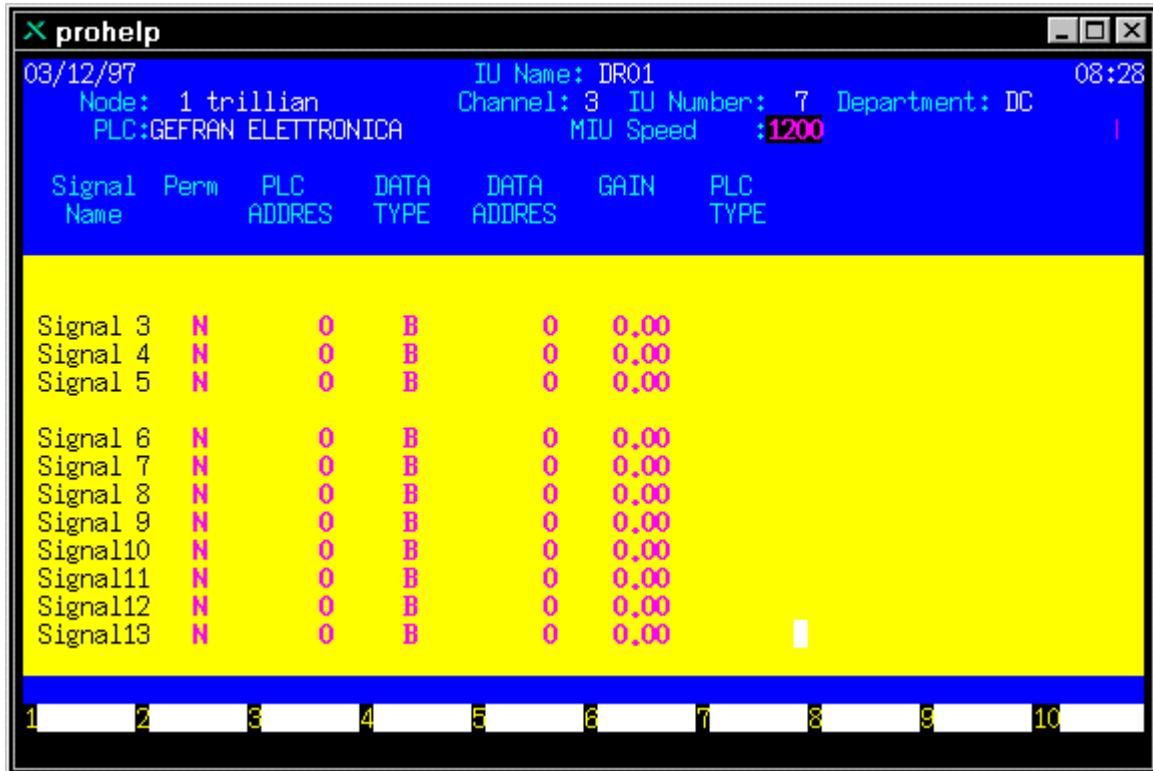 prohelp
03/12/97 IU Name: DR01 08:28
Node: 1 trillian Channel: 3 IU Number: 7 Department: DC
PLC:GEFRAN ELETTRONICA MIU Speed :1200
Signal Perm PLC DATA DATA GAIN PLC
Name ADDRES TYPE ADDRES TYPE
Signal 3 N 0 B 0 0.00
Signal 4 N 0 B 0 0.00
Signal 5 N 0 B 0 0.00
Signal 6 N 0 B 0 0.00
Signal 7 N 0 B 0 0.00
Signal 8 N 0 B 0 0.00
Signal 9 N 0 B 0 0.00
Signal10 N 0 B 0 0.00
Signal11 N 0 B 0 0.00
Signal12 N 0 B 0 0.00
Signal13 N 0 B 0 0.00
1 2 3 4 5 6 7 8 9 10